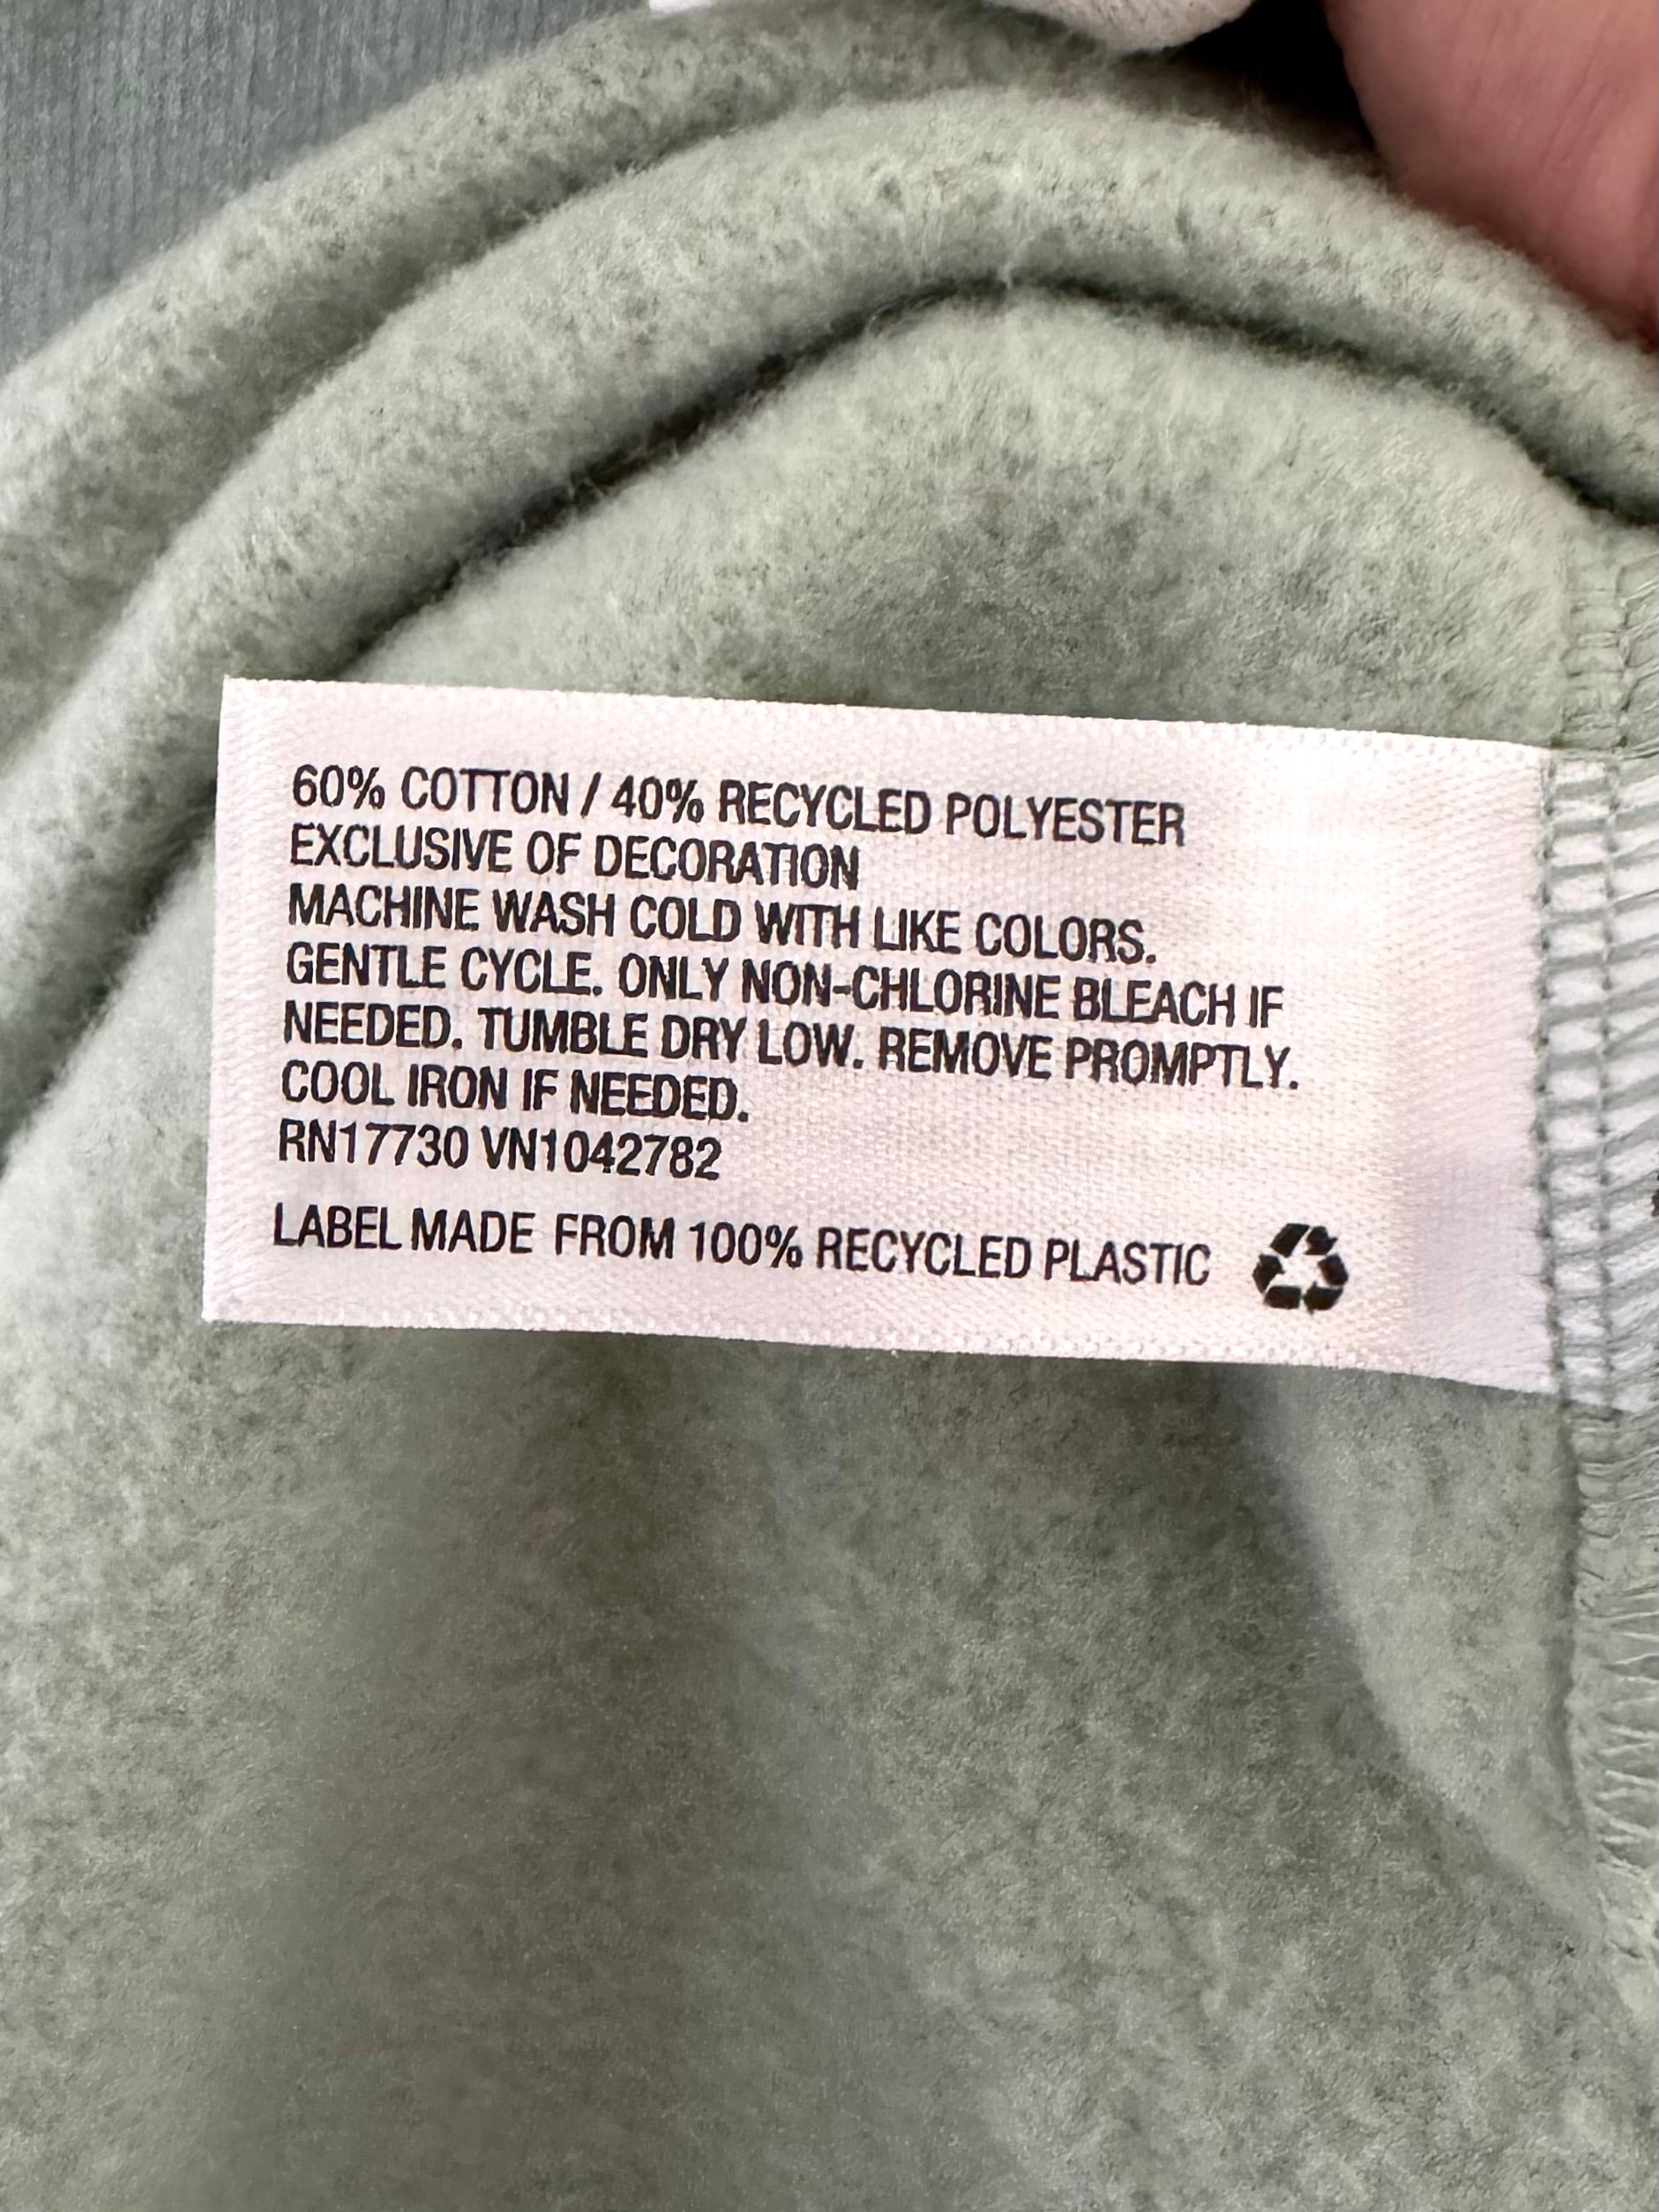 60% COTTON / 40% RECYCLED POLYESTER
EXCLUSIVE OF DECORATION
MACHINE WASH COLD WITH LIKE COLORS.
GENTLE CYCLE. ONLY NON-CHLORINE BLEACH IF
NEEDED. TUMBLE DRY LOW. REMOVE PROMPTLY.
COOL IRON IF NEEDED.
RN17730 VN1042782
LABEL MADE FROM 100% RECYCLED PLASTIC